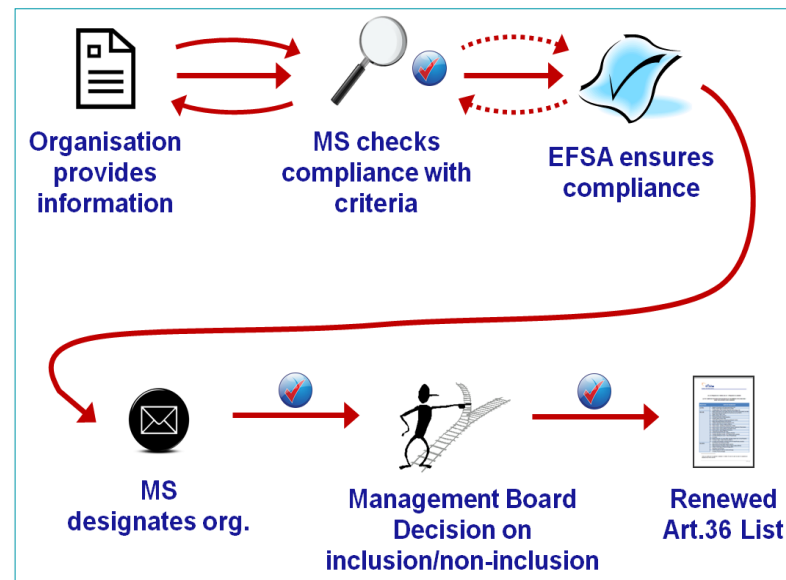 Organisation
provides
information
MS checks
compliance with
criteria
EFSA ensures
compliance
MS
designates org.
Management Board
Decision on
inclusion/non-inclusion
Renewed
Art.36 List